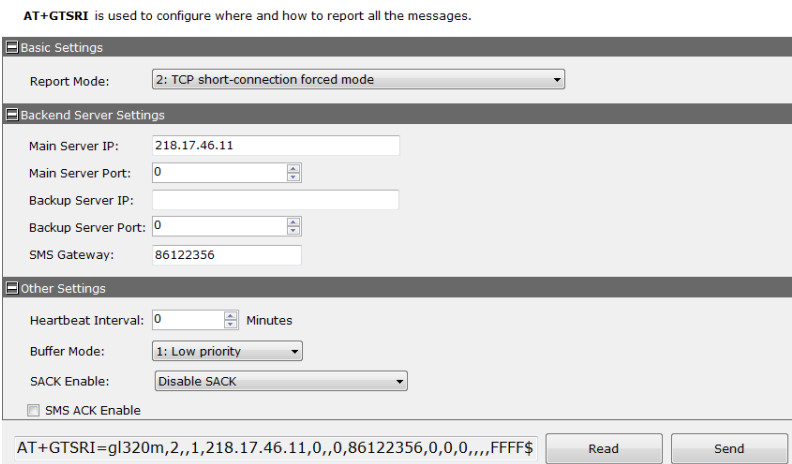 AT+GTSRI is used to configure where and how to report all the messages.
Basic Settings
Report Mode: 2: TCP short-connection forced mode
Backend Server Settings
Main Server IP: 218.17.46.11
Main Server Port: 0
Backup Server IP:
Backup Server Port: 0
SMS Gateway: 86122356
Other Settings
Heartbeat Interval: 0 Minutes
Buffer Mode: 1: Low priority
SACK Enable: Disable SACK
SMS ACK Enable
AT+GTSRI=gl320m,2,,1,218.17.46.11,0,,0,86122356,0,0,0,,,,FFFF$ Read Send